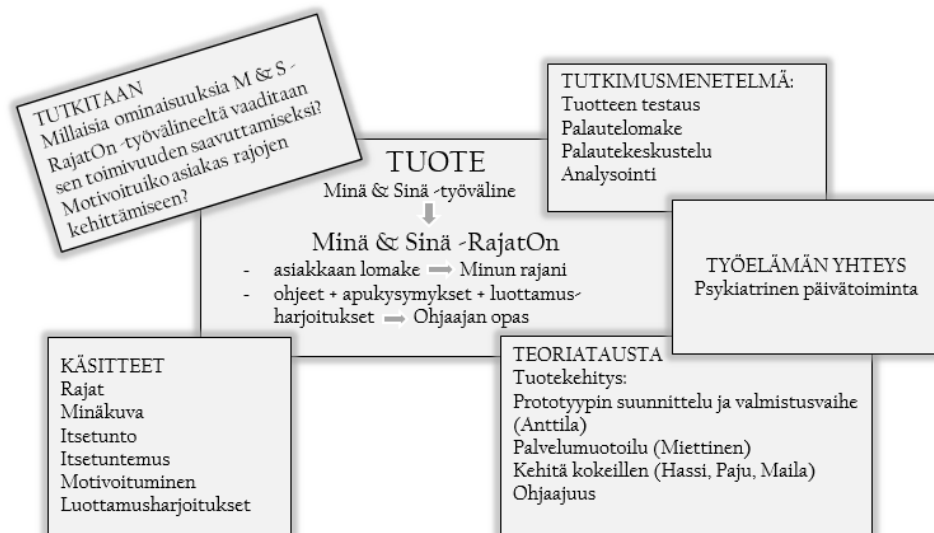 TUTKITAAN
Millaisia ominaisuuksia M & S -
RajatOn -työvälineeltä vaaditaan
sen toimivuuden saavuttamiseksi?
Motivoituiko asiakas rajojen
kehittämiseen?
TUOTE
Minä & Sinä -työväline
Minä & Sinä -RajatOn
- asiakkaan lomake Minun rajani
- ohjeet + apukysymykset + luottamus-
harjoitukset Ohjaajan opas
TUTKIMUSMENETELMÄ:
Tuotteen testaus
Palautelomake
Palautekeskustelu
Analysointi
TYÖELÄMÄN YHTEYS
Psykiatrinen päivätoiminta
KÄSITTEET
Rajat
Minäkuva
Itsetunto
Itsetuntemus
Motivoituminen
Luottamusharjoitukset
TEORIATAUSTA
Tuotekehitys:
Prototyypin suunnittelu ja valmistusvaihe
(Anttila)
Palvelumuotoilu (Miettinen)
Kehitä kokeillen (Hassi, Paju, Maila)
Ohjaajuus